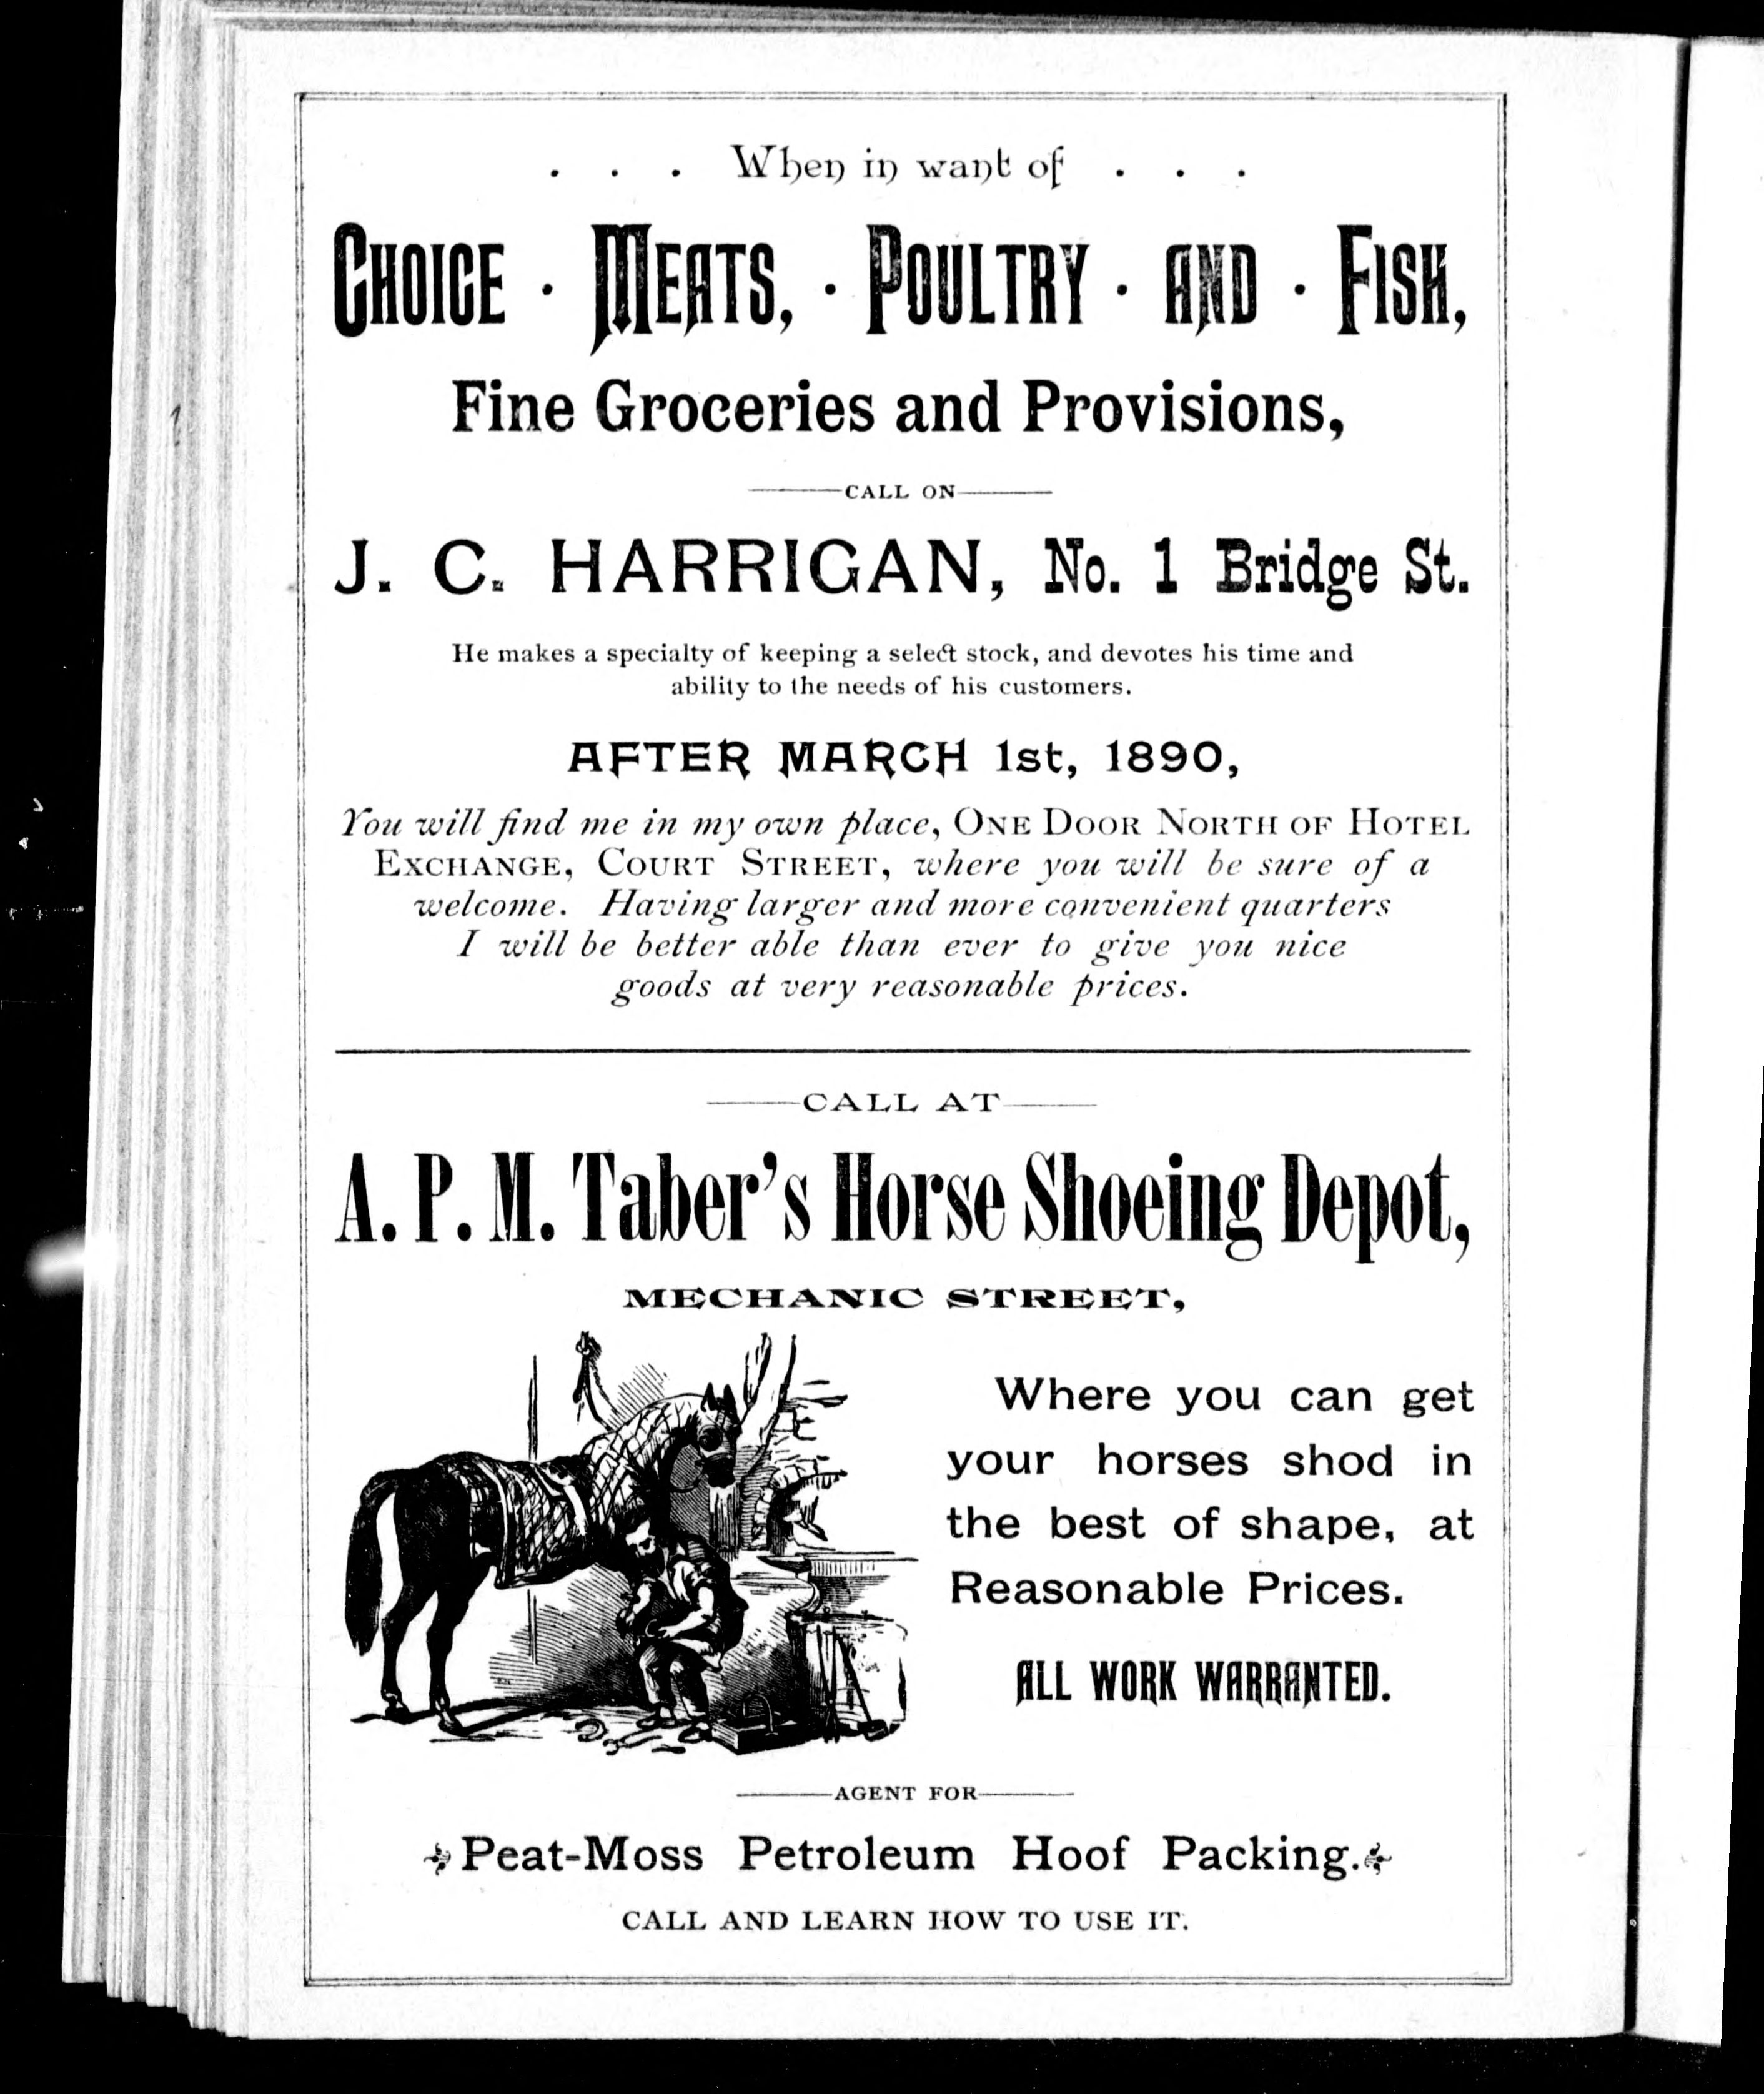 . . . When in want of . . .
CHOICE · MEATS, · POULTRY · AND · FISH,
Fine Groceries and Provisions,
CALL ON
J. C. HARRIGAN, No. 1 Bridge St.
He makes a specialty of keeping a select stock, and devotes his time and
ability to the needs of his customers.
AFTER MARCH 1st, 1890,
You will find me in my own place, ONE DOOR NORTH OF HOTEL
EXCHANGE, COURT STREET, where you will be sure of a
welcome. Having larger and more convenient quarters
I will be better able than ever to give you nice
goods at very reasonable prices.
CALL AT
A. P. M. Taber's Horse Shoeing Depot,
MECHANIC STREET,
Where you can get
your horses shod in
the best of shape, at
Reasonable Prices.
ALL WORK WARRANTED.
AGENT FOR
Peat-Moss Petroleum Hoof Packing.
CALL AND LEARN HOW TO USE IT.